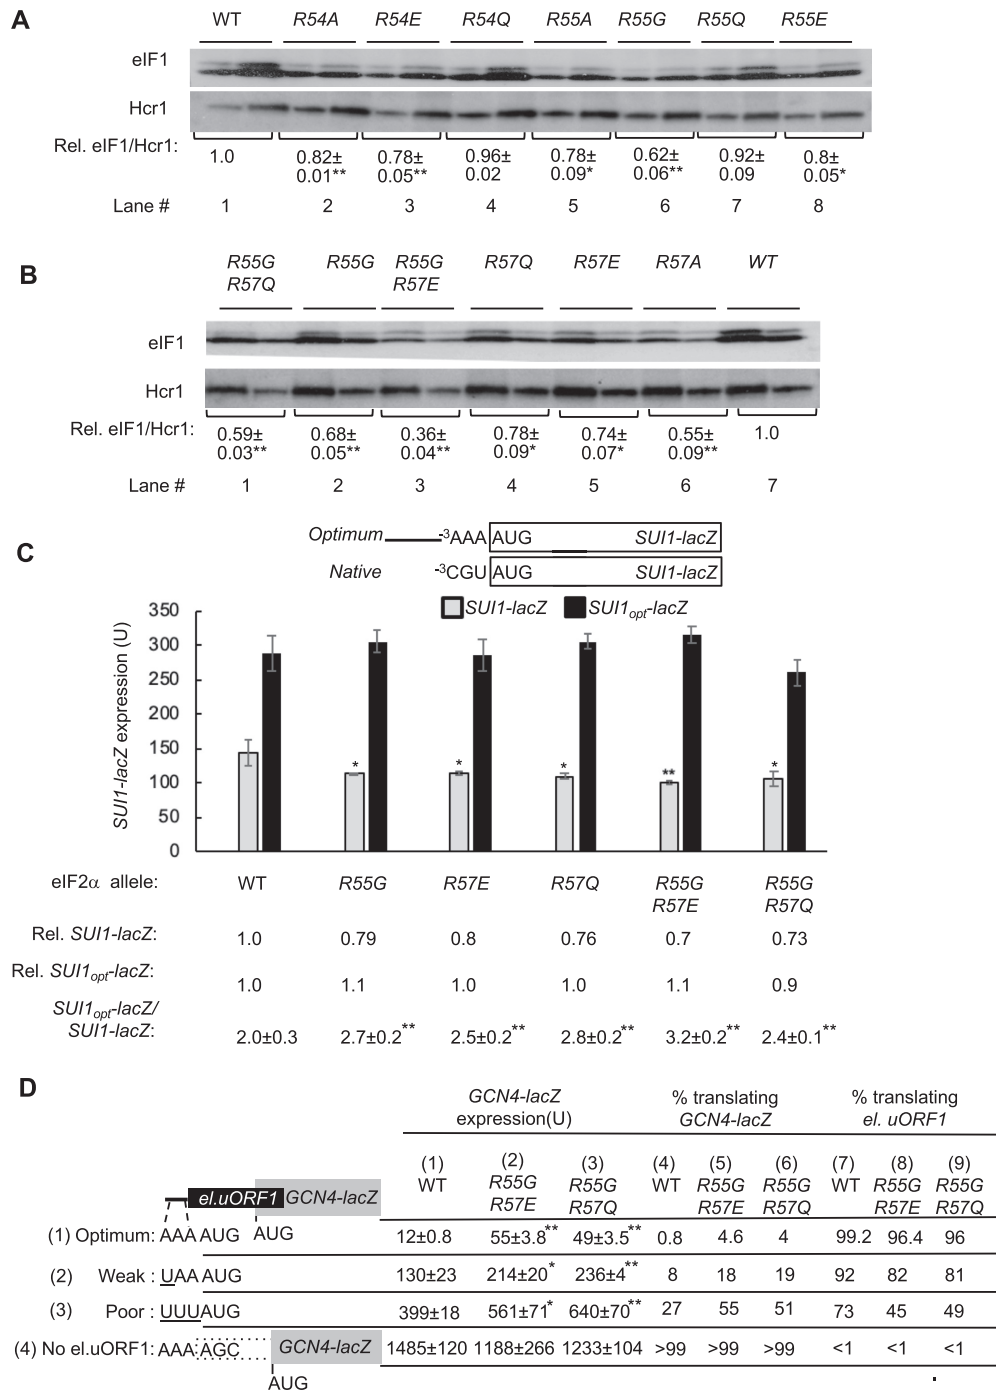 A
WT R54A R54E R54Q R55A R55G R55Q R55E
eIF1
Hcr1
Rel. eIF1/Hcr1:
1.0 0.82± 0.78± 0.96± 0.78± 0.62± 0.92± 0.8±
0.01** 0.05** 0.02 0.09* 0.06** 0.09 0.05*
Lane # 1 2 3 4 5 6 7 8
B
R55G R55G R55G R57Q R57E R57A WT
R57Q R57E
eIF1
Hcr1
Rel. eIF1/Hcr1:
0.59± 0.68± 0.36± 0.78± 0.74± 0.55± 1.0
0.03** 0.05** 0.04** 0.09* 0.07* 0.09**
Lane # 1 2 3 4 5 6 7
C
Optimum -3AAA AUG SUI1-lacZ
Native -3CGU AUG SUI1-lacZ
SUI1-lacZ SUI1opt-lacZ
SUI1-lacZ expression (U)
350
300
250
200
150
100
50
0
* * * ** *
eIF2α allele: WT R55G R57E R57Q R55G R55G
R57E R57Q
Rel. SUI1-lacZ: 1.0 0.79 0.8 0.76 0.7 0.73
Rel. SUI1opt-lacZ: 1.0 1.1 1.0 1.0 1.1 0.9
SUI1opt-lacZ/
SUI1-lacZ: 2.0±0.3 2.7±0.2** 2.5±0.2** 2.8±0.2** 3.2±0.2** 2.4±0.1**
D
GCN4-lacZ % translating % translating
expression(U) GCN4-lacZ el. uORF1
(1) (2) (3) (4) (5) (6) (7) (8) (9)
WT R55G R55G WT R55G R55G WT R55G R55G
R57E R57Q R57E R57Q R57E R57Q
el.uORF1 GCN4-lacZ
(1) Optimum: AAA AUG AUG 12±0.8 55±3.8** 49±3.5** 0.8 4.6 4 99.2 96.4 96
(2) Weak : UAA AUG 130±23 214±20* 236±4** 8 18 19 92 82 81
(3) Poor : UUUAUG 399±18 561±71* 640±70** 27 55 51 73 45 49
(4) No el.uORF1: AAA AGC GCN4-lacZ 1485±120 1188±266 1233±104 >99 >99 >99 <1 <1 <1
AUG